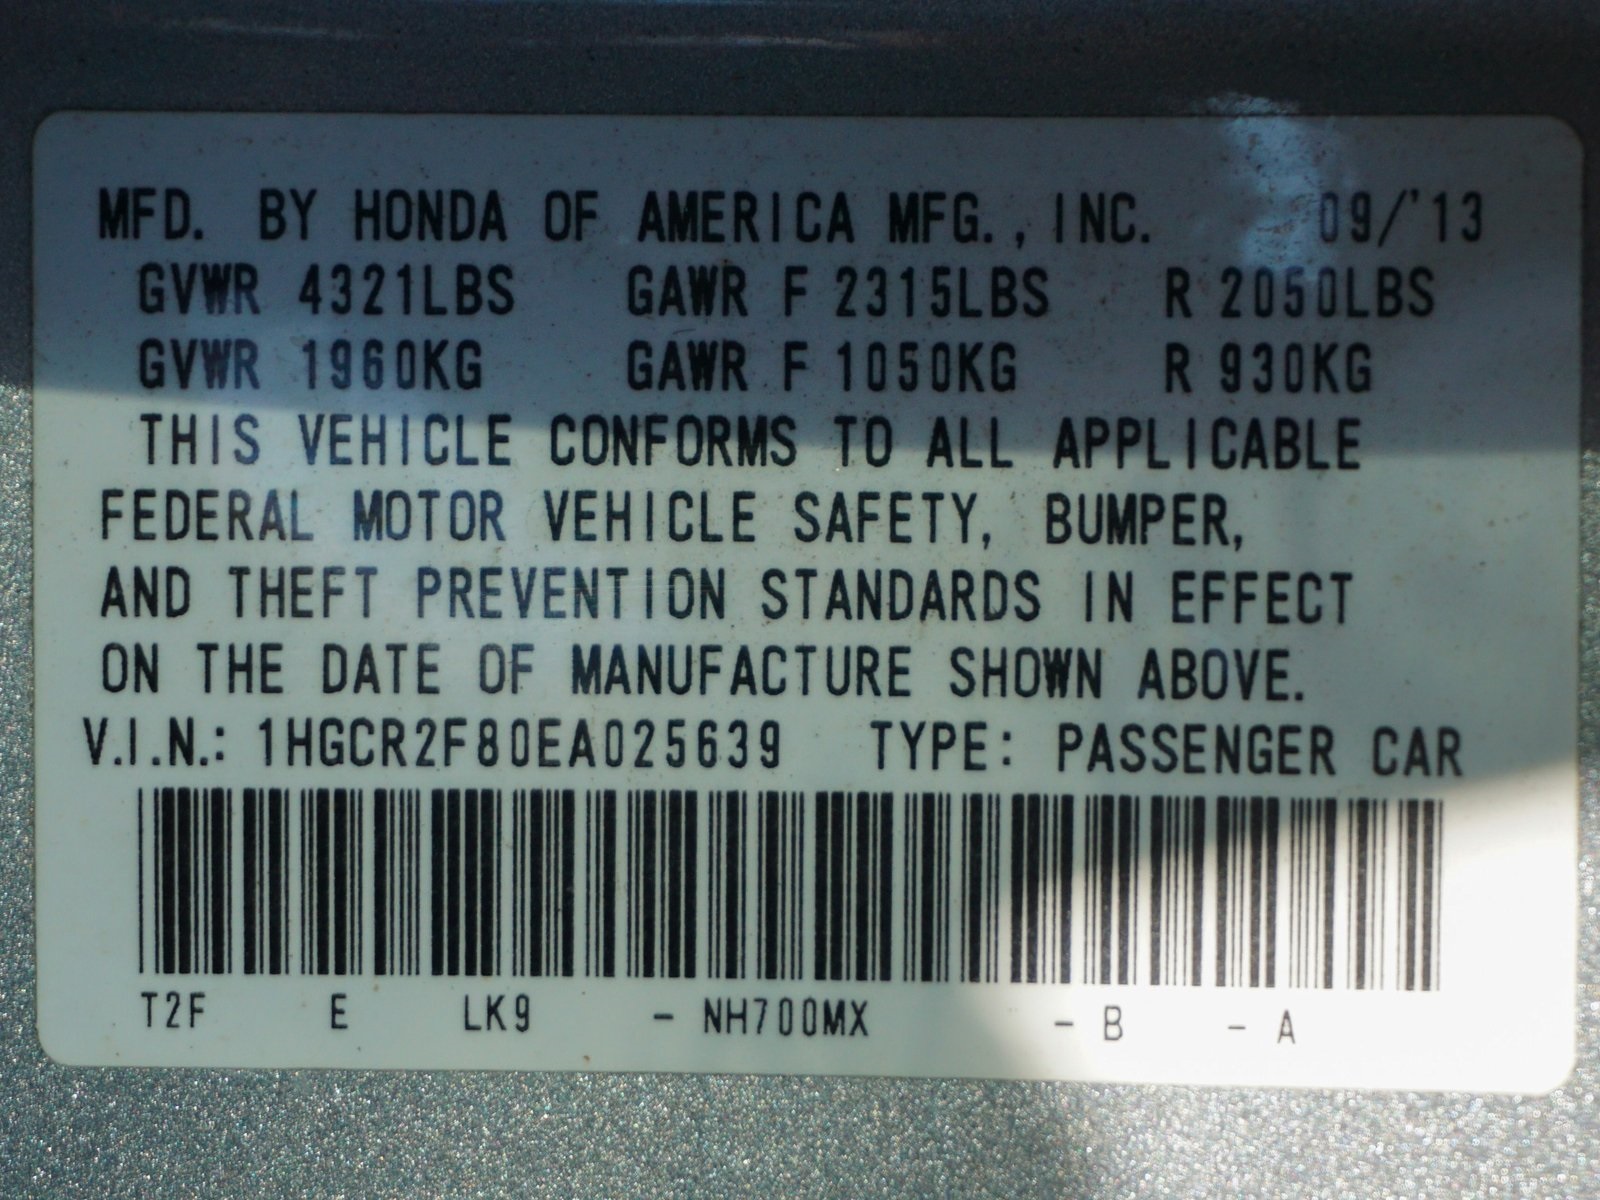 MFD. BY HONDA OF AMERICA MFG., INC. 09/'13
GVWR 4321LBS GAWR F 2315LBS R 2050LBS
GVWR 1960KG GAWR F 1050KG R 930KG
THIS VEHICLE CONFORMS TO ALL APPLICABLE
FEDERAL MOTOR VEHICLE SAFETY, BUMPER,
AND THEFT PREVENTION STANDARDS IN EFFECT
ON THE DATE OF MANUFACTURE SHOWN ABOVE.
V.I.N.: 1HGCR2F80EA025639 TYPE: PASSENGER CAR
T2F E LK9 - NH700MX - B - A